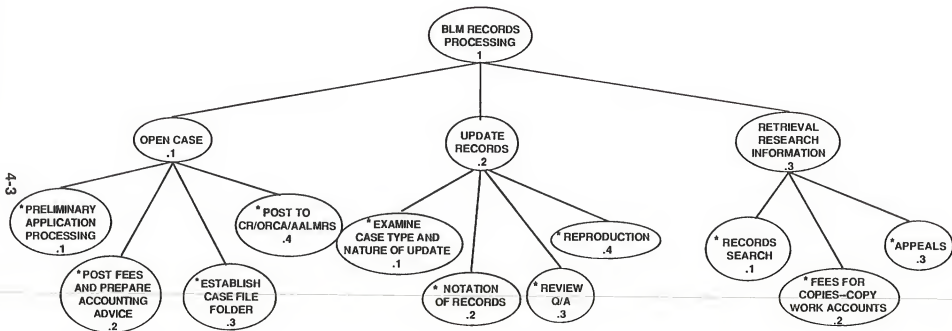 BLM RECORDS
PROCESSING
1
OPEN CASE
.1
UPDATE
RECORDS
.2
RETRIEVAL
RESEARCH
INFORMATION
.3
4-3
* PRELIMINARY
APPLICATION
PROCESSING
.1
* POST FEES
AND PREPARE
ACCOUNTING
ADVICE
.2
* ESTABLISH
CASE FILE
FOLDER
.3
* POST TO
CR/ORCA/AALMRS
.4
* EXAMINE
CASE TYPE AND
NATURE OF UPDATE
.1
* NOTATION
OF RECORDS
.2
* REVIEW
Q/A
.3
* REPRODUCTION
.4
* RECORDS
SEARCH
.1
* FEES FOR
COPIES--COPY
WORK ACCOUNTS
.2
* APPEALS
.3